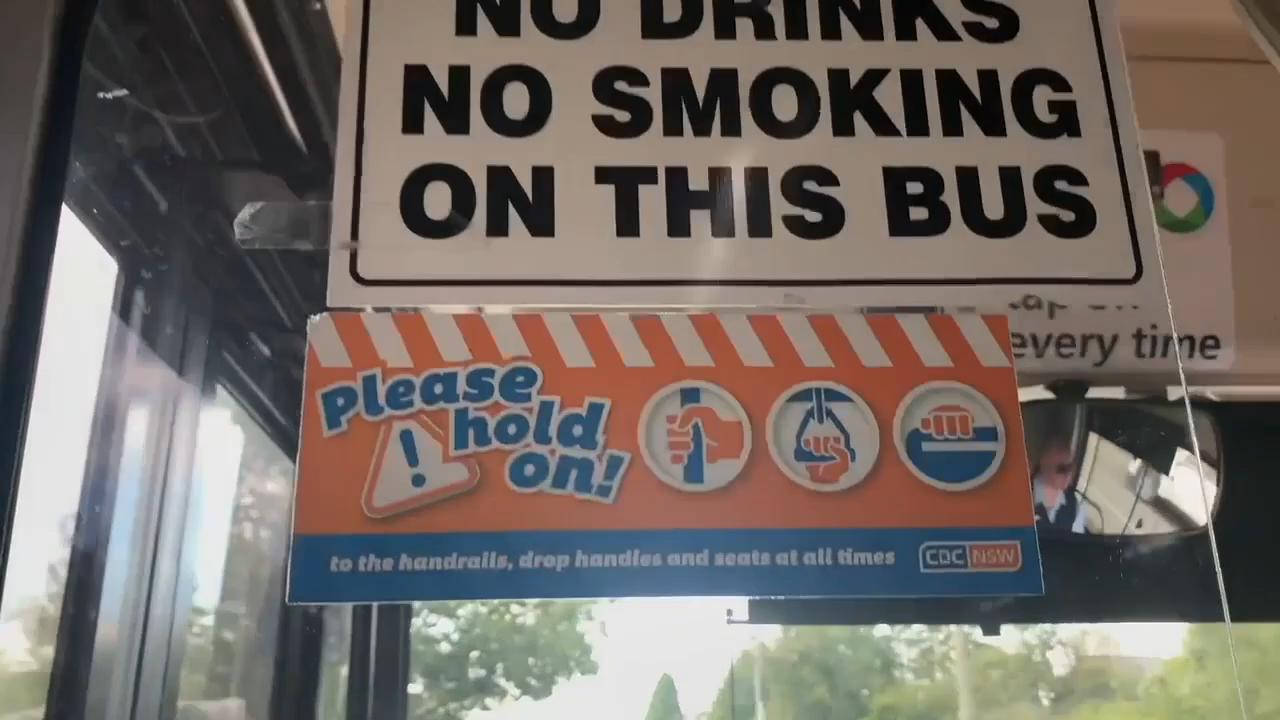 NO DRINKS
NO SMOKING
ON THIS BUS
every time
Please
hold
on!
to the handrails, drop handles and seats at all times
CDC NSW